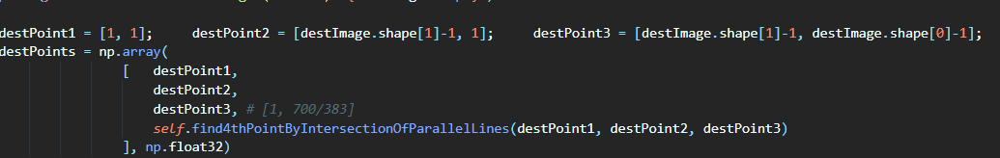 destPoint1 = [1, 1];     destPoint2 = [destImage.shape[1]-1, 1];     destPoint3 = [destImage.shape[1]-1, destImage.shape[0]-1];
destPoints = np.array(
[   destPoint1,
destPoint2,
destPoint3, # [1, 700/383]
self.find4thPointByIntersectionOfParallelLines(destPoint1, destPoint2, destPoint3)
], np.float32)